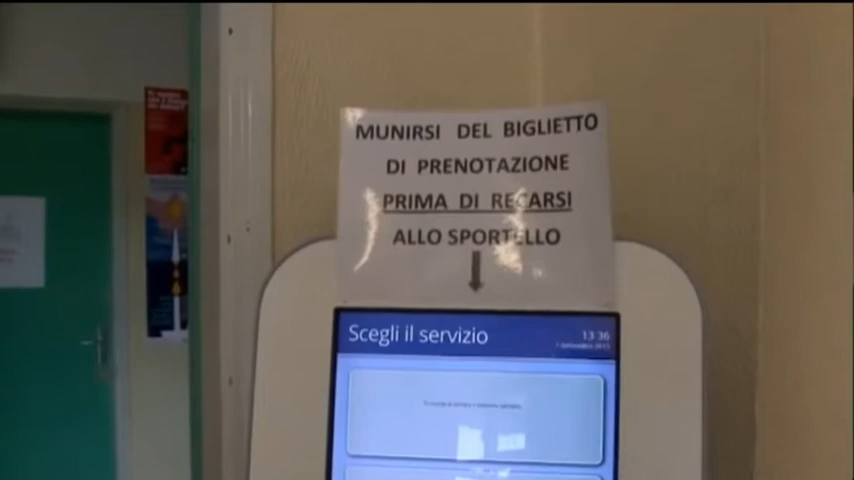 MUNIRSI DEL BIGLIETTO
DI PRENOTAZIONE
PRIMA DI RECARSI
ALLO SPORTELLO
Scegli il servizio
13 36